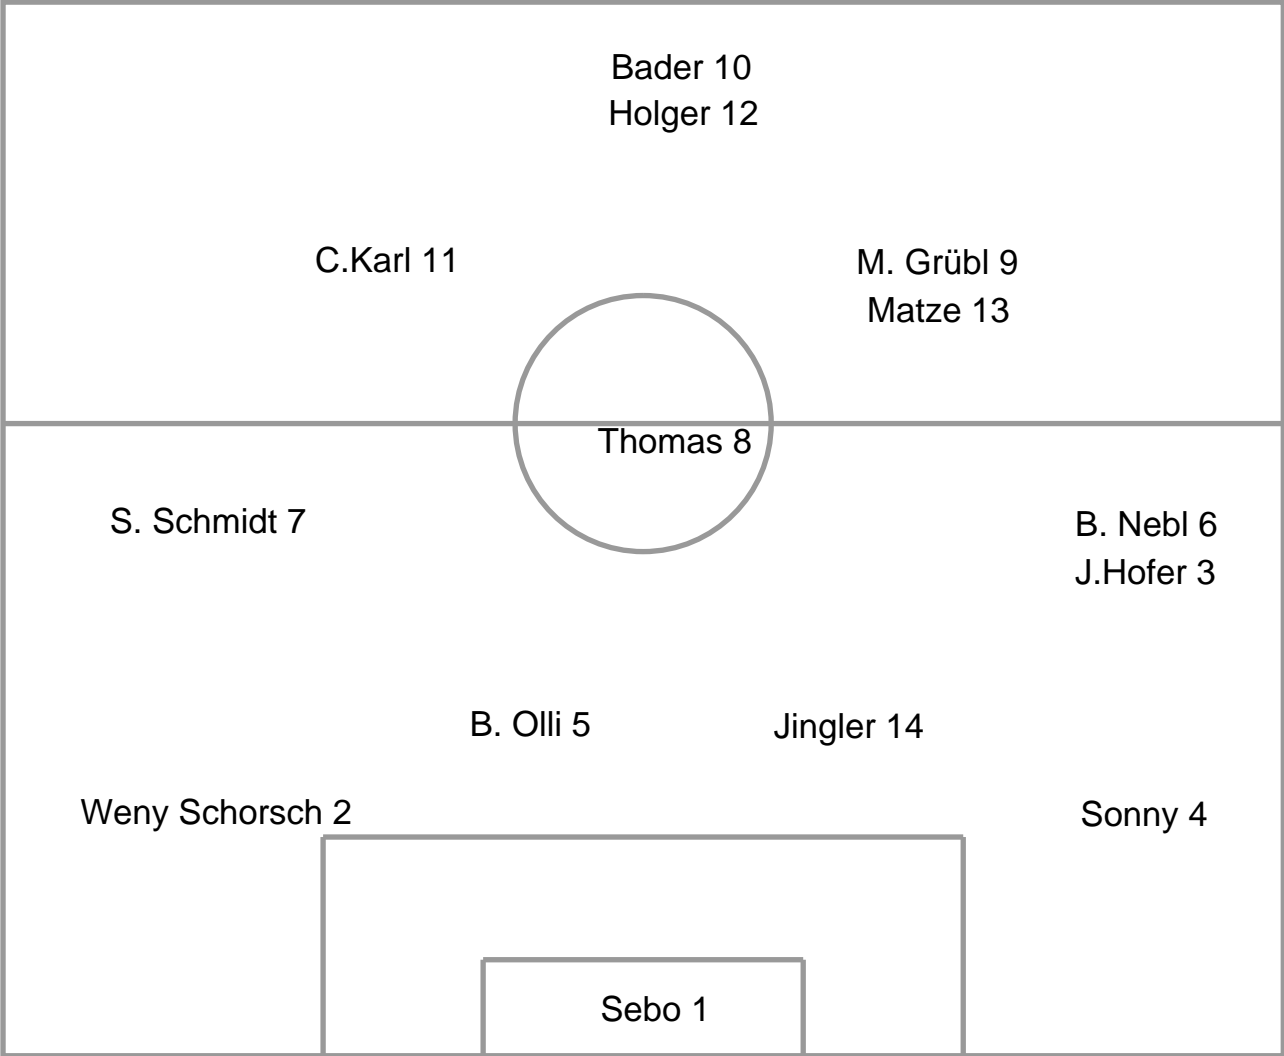 Bader 10
Holger 12
C.Karl 11
M. Grübl 9
Matze 13
Thomas 8
S. Schmidt 7
B. Nebl 6
J.Hofer 3
B. Olli 5
Jingler 14
Weny Schorsch 2
Sonny 4
Sebo 1